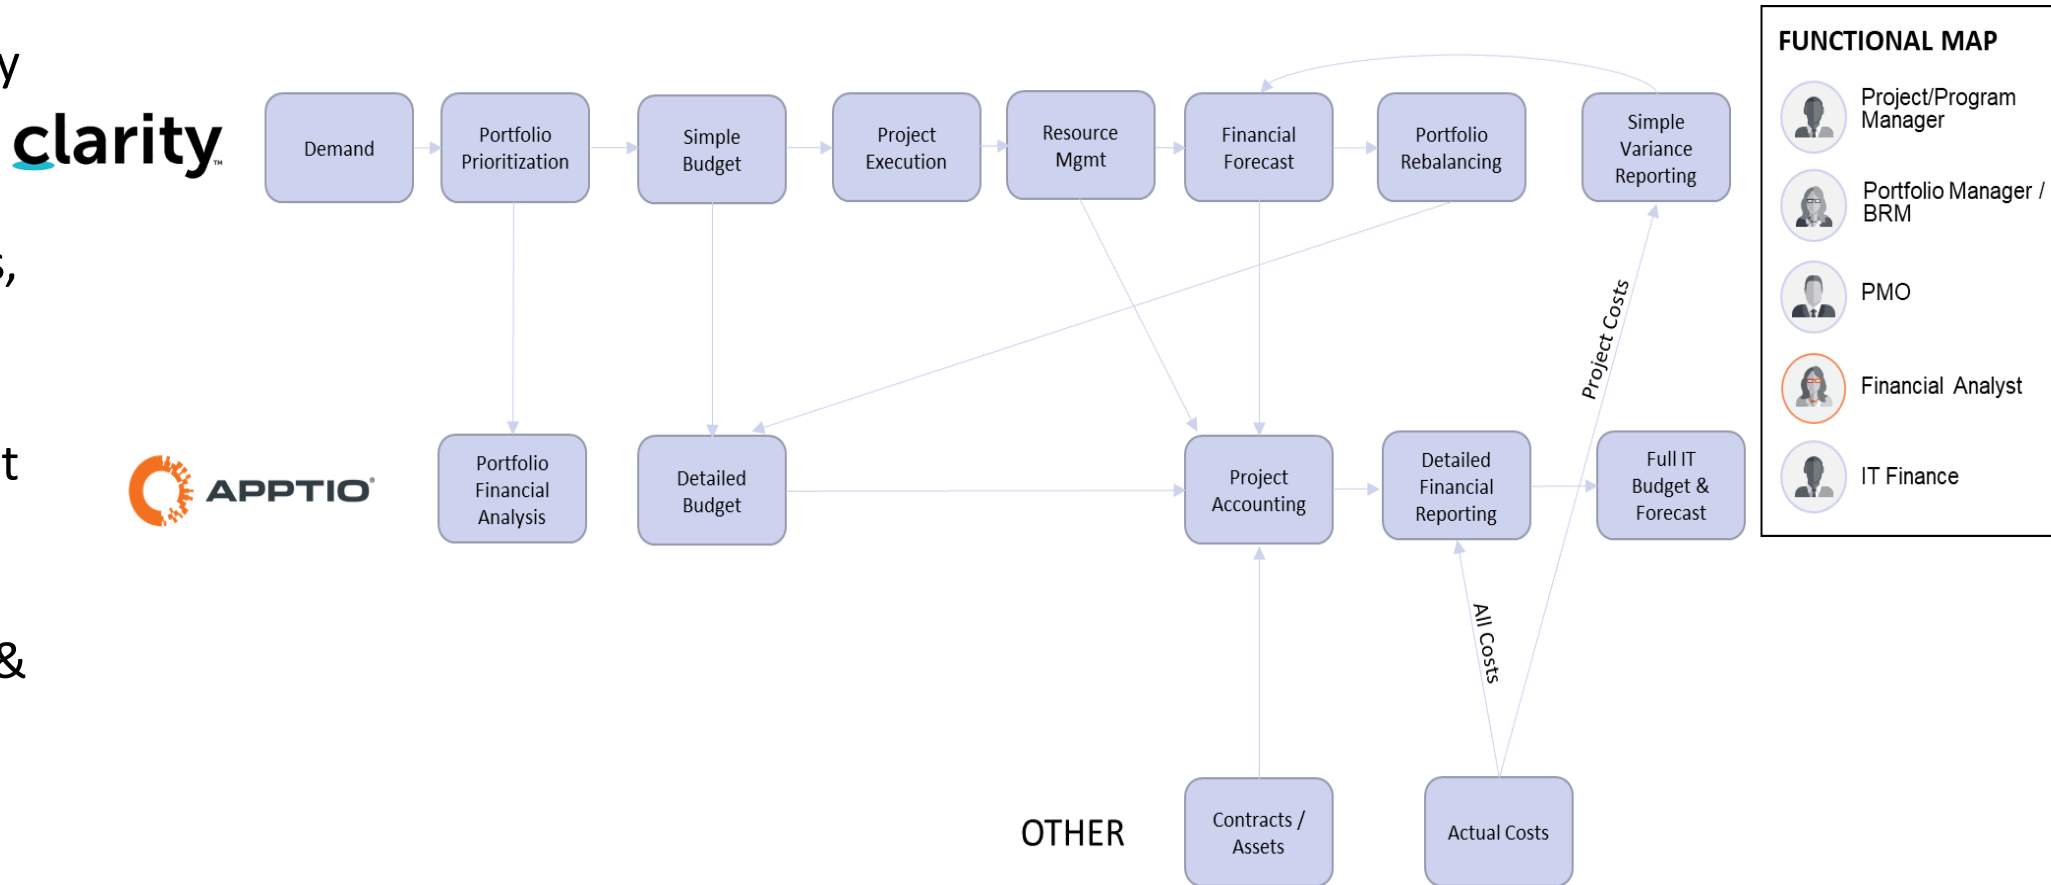 y
clarity™
s,
t
APPTIO®
&
Demand
Portfolio
Prioritization
Simple
Budget
Project
Execution
Resource
Mgmt
Financial
Forecast
Portfolio
Rebalancing
Simple
Variance
Reporting
Project Costs
Portfolio
Financial
Analysis
Detailed
Budget
Project
Accounting
Detailed
Financial
Reporting
Full IT
Budget &
Forecast
All Costs
OTHER
Contracts /
Assets
Actual Costs
FUNCTIONAL MAP
Project/Program
Manager
Portfolio Manager /
BRM
PMO
Financial Analyst
IT Finance